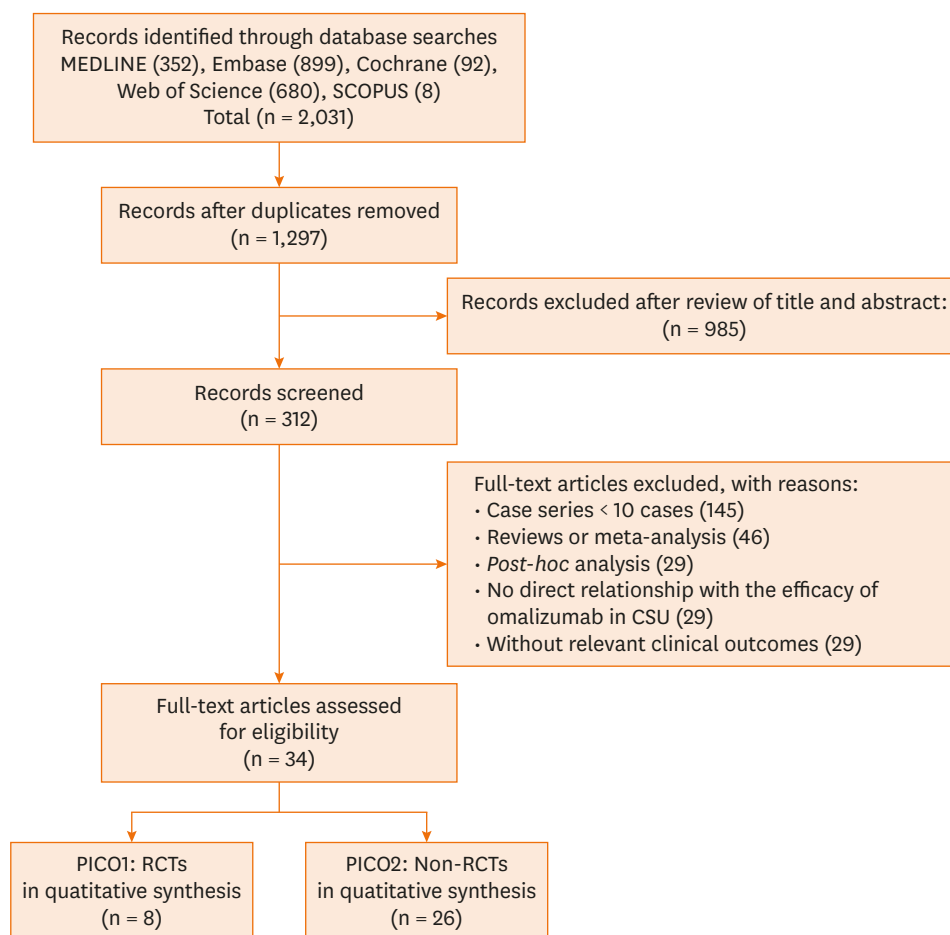 Records identified through database searches
MEDLINE (352), Embase (899), Cochrane (92),
Web of Science (680), SCOPUS (8)
Total (n = 2,031)
Records after duplicates removed
(n = 1,297)
Records excluded after review of title and abstract:
(n = 985)
Records screened
(n = 312)
Full-text articles excluded, with reasons:
• Case series < 10 cases (145)
• Reviews or meta-analysis (46)
• Post-hoc analysis (29)
• No direct relationship with the efficacy of
omalizumab in CSU (29)
• Without relevant clinical outcomes (29)
Full-text articles assessed
for eligibility
(n = 34)
PICO1: RCTs
in quatitative synthesis
(n = 8)
PICO2: Non-RCTs
in quatitative synthesis
(n = 26)